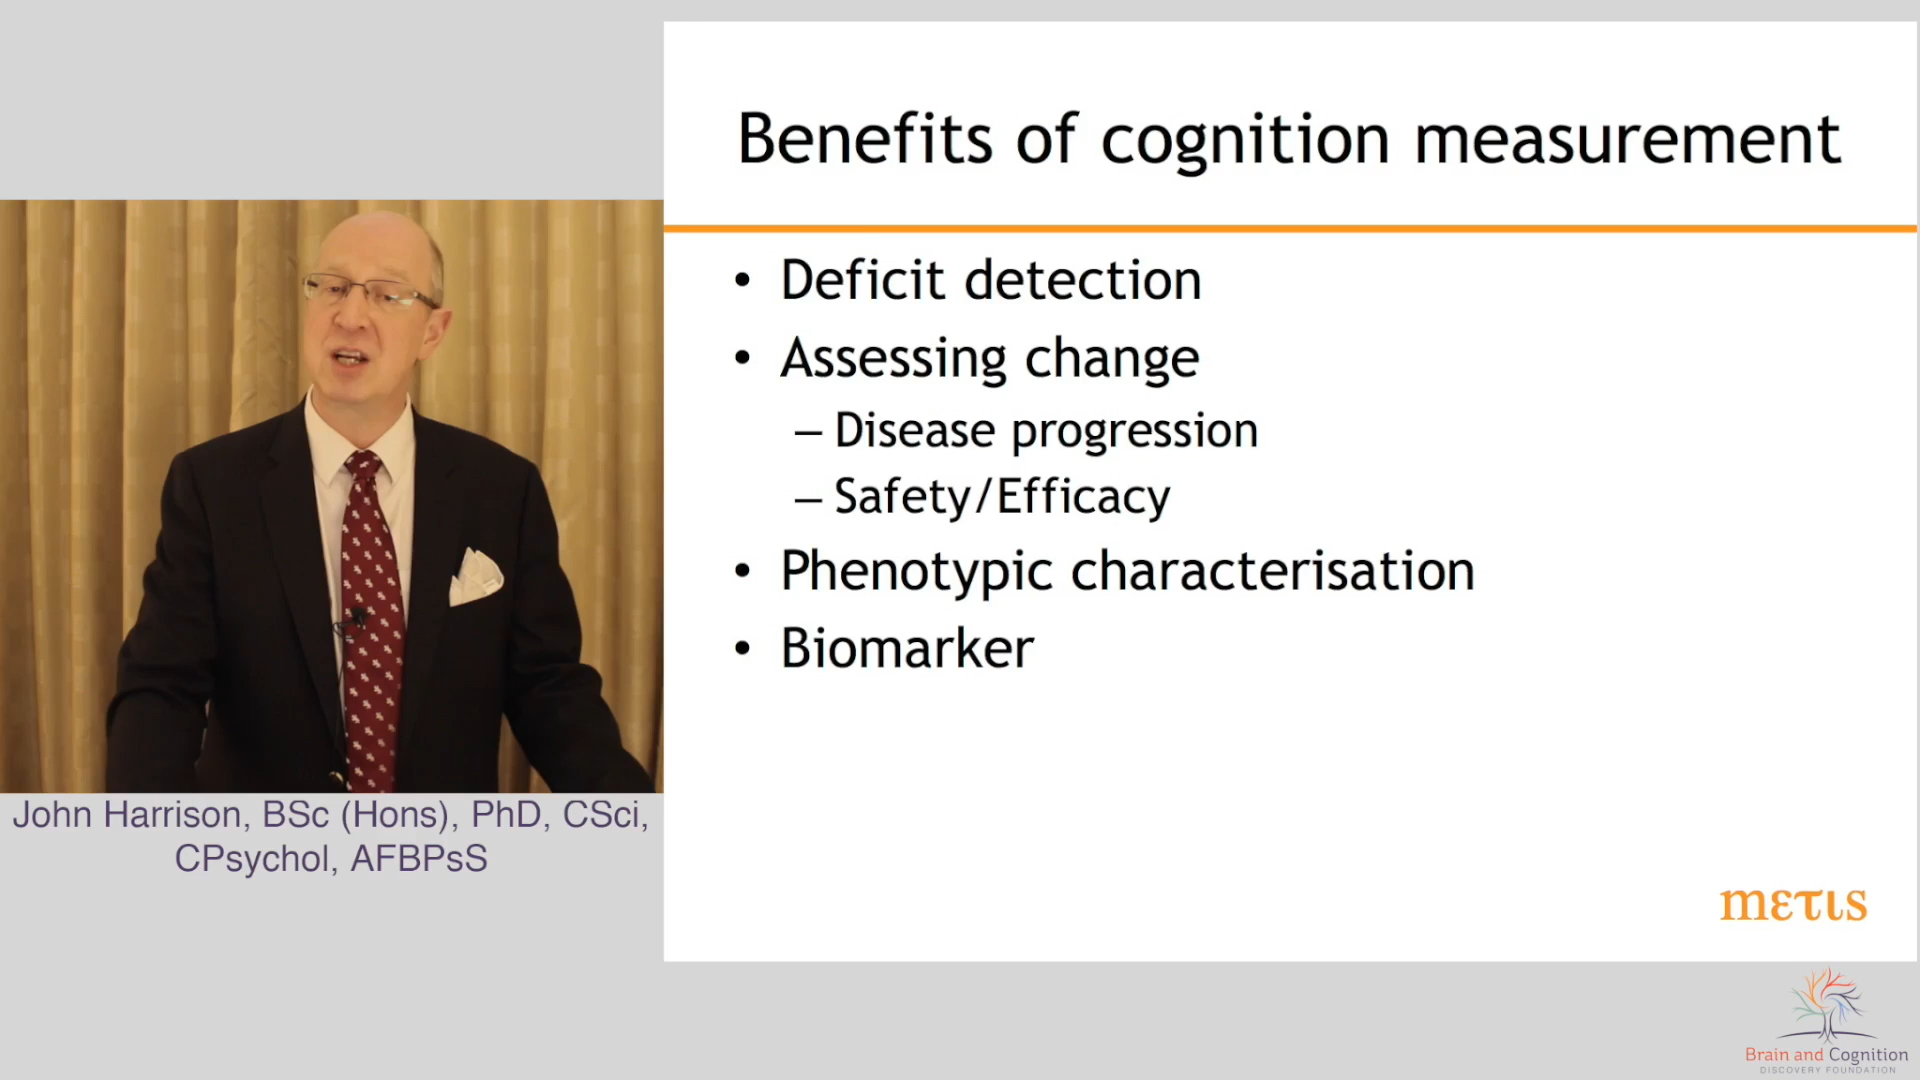 Benefits of cognition measurement
• Deficit detection
• Assessing change
– Disease progression
– Safety/Efficacy
• Phenotypic characterisation
• Biomarker
mετιs
John Harrison, BSc (Hons), PhD, CSci,
CPsychol, AFBPsS
Brain and Cognition
DISCOVERY FOUNDATION